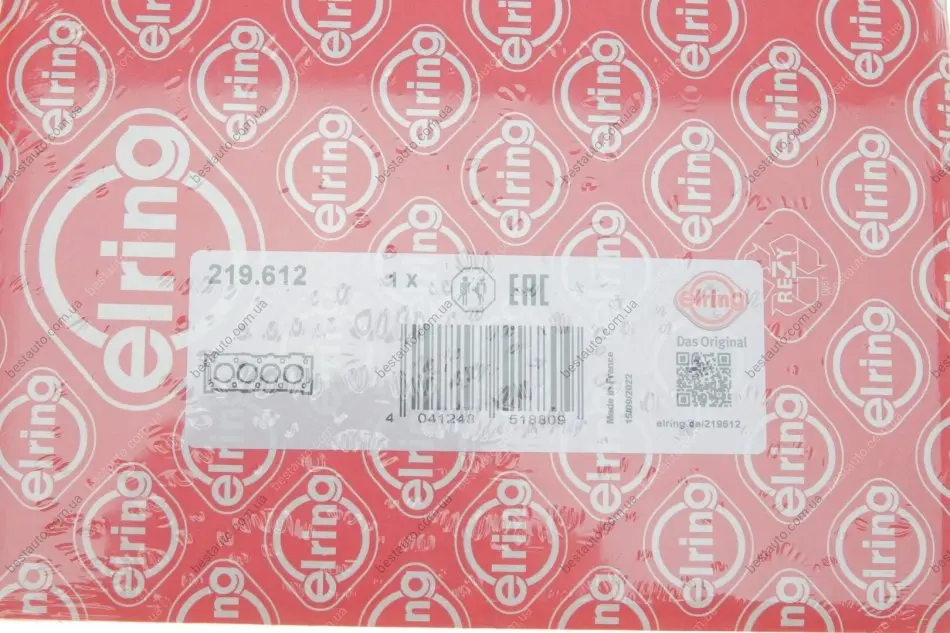 elring
219.612
1 x
EAC
elring
Das Original
REZY
4 041248 518809
Made in France
15/09/2022
elring.de/219612
bestauto.com.ua